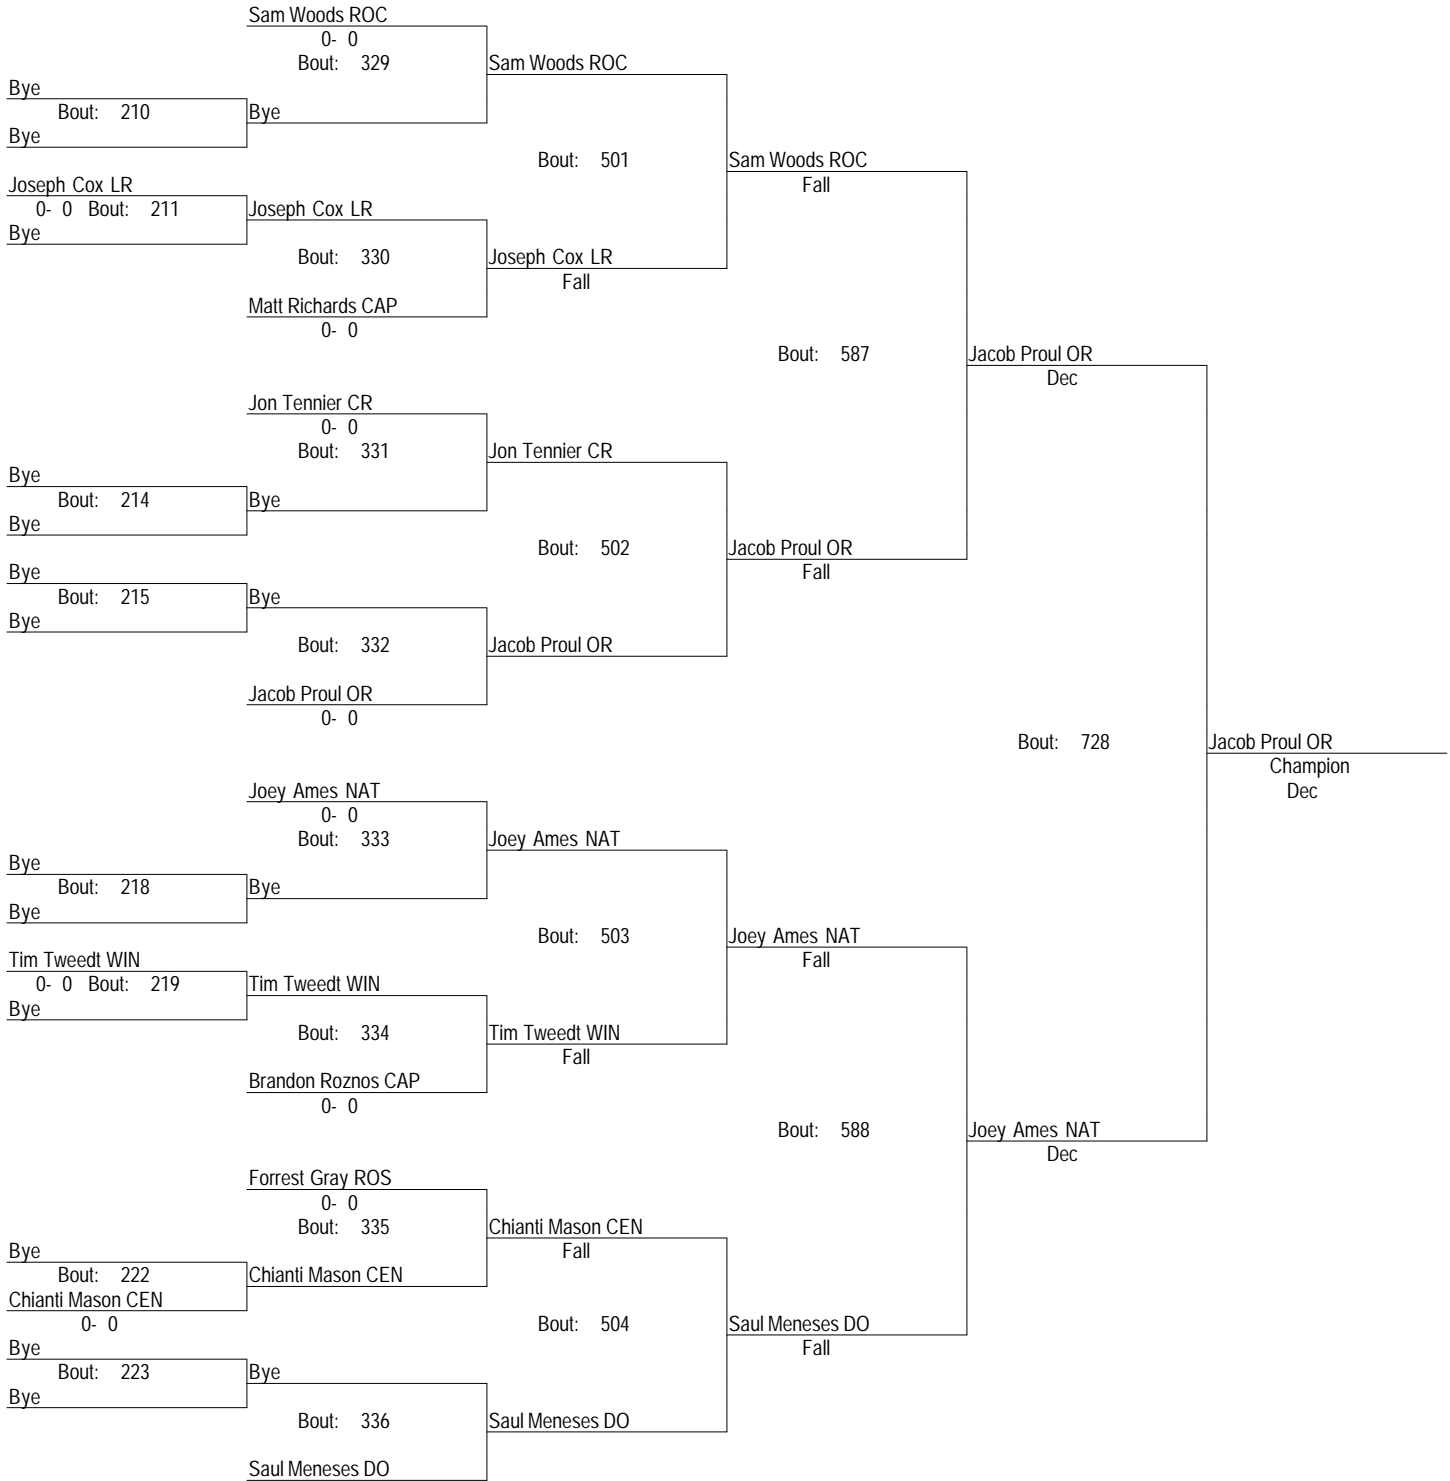 Sam Woods ROC
0- 0
Bout: 329
Sam Woods ROC
Bye
Bout: 210
Bye
Bye
Bout: 501
Sam Woods ROC
Fall
Joseph Cox LR
0- 0 Bout: 211
Joseph Cox LR
Bye
Bout: 330
Joseph Cox LR
Fall
Matt Richards CAP
0- 0
Bout: 587
Jacob Proul OR
Dec
Jon Tennier CR
0- 0
Bout: 331
Jon Tennier CR
Bye
Bout: 214
Bye
Bye
Bout: 502
Jacob Proul OR
Fall
Bye
Bout: 215
Bye
Bye
Bout: 332
Jacob Proul OR
Jacob Proul OR
0- 0
Bout: 728
Jacob Proul OR
Champion
Dec
Joey Ames NAT
0- 0
Bout: 333
Joey Ames NAT
Bye
Bout: 218
Bye
Bye
Bout: 503
Joey Ames NAT
Fall
Tim Tweedt WIN
0- 0 Bout: 219
Tim Tweedt WIN
Bye
Bout: 334
Tim Tweedt WIN
Fall
Brandon Roznos CAP
0- 0
Bout: 588
Joey Ames NAT
Dec
Forrest Gray ROS
0- 0
Bout: 335
Chianti Mason CEN
Fall
Bye
Bout: 222
Chianti Mason CEN
Chianti Mason CEN
0- 0
Bout: 504
Saul Meneses DO
Fall
Bye
Bout: 223
Bye
Bye
Bout: 336
Saul Meneses DO
Saul Meneses DO